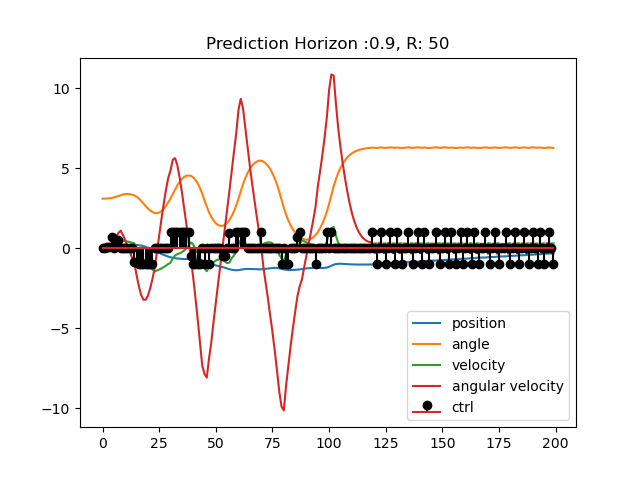 Prediction Horizon :0.9, R: 50
10
5
0
−5
−10
position
angle
velocity
angular velocity
ctrl
0 25 50 75 100 125 150 175 200